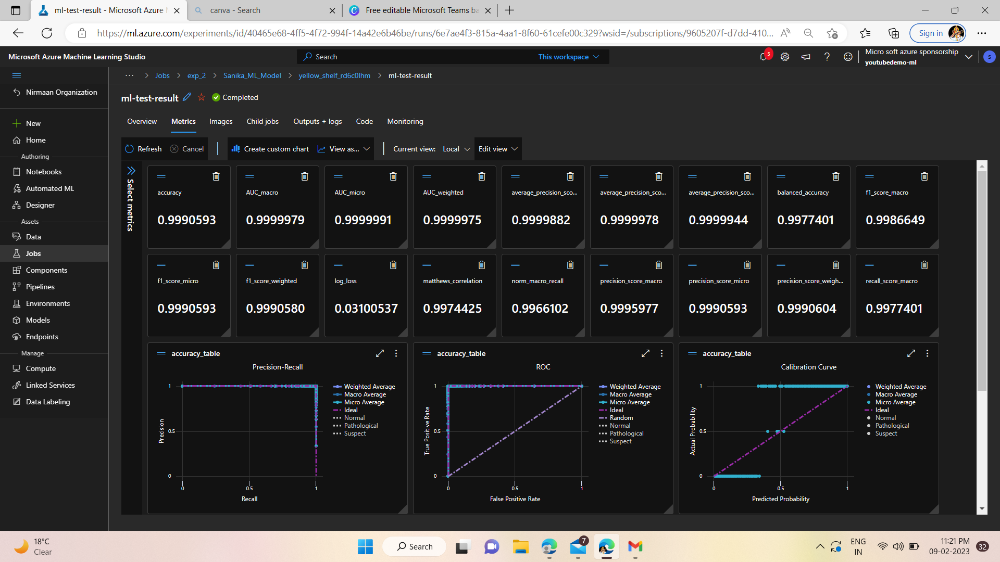 ml-test-result - Microsoft Azure M
canva - Search
Free editable Microsoft Teams ba
https://ml.azure.com/experiments/id/40465e68-4ff5-4f72-994f-14a42e6b46be/runs/6e7ae4f3-815a-4aa1-8f60-61cefe00c329?wsid=/subscriptions/9605207f-d7dd-410...
Sign in
Microsoft Azure Machine Learning Studio
Search
This workspace
5
Micro soft azure sponsorship
youtubedemo-ml
S
... > Jobs > exp_2 > Sanika_ML_Model > yellow_shelf_rd6c0lhm > ml-test-result
Nirmaan Organization
New
Home
Authoring
Notebooks
Automated ML
Designer
Assets
Data
Jobs
Components
Pipelines
Environments
Models
Endpoints
Manage
Compute
Linked Services
Data Labeling
ml-test-result
Completed
Overview Metrics Images Child jobs Outputs + logs Code Monitoring
Refresh Cancel Create custom chart View as... Current view: Local Edit view
Select metrics
accuracy
0.9990593
AUC_macro
0.9999979
AUC_micro
0.9999991
AUC_weighted
0.9999975
average_precision_sco...
0.9999882
average_precision_sco...
0.9999978
average_precision_sco...
0.9999944
balanced_accuracy
0.9977401
f1_score_macro
0.9986649
f1_score_micro
0.9990593
f1_score_weighted
0.9990580
log_loss
0.03100537
matthews_correlation
0.9974425
norm_macro_recall
0.9966102
precision_score_macro
0.9995977
precision_score_micro
0.9990593
precision_score_weigh...
0.9990604
recall_score_macro
0.9977401
accuracy_table
Precision-Recall
1
0.5
0
Precision
0 0.5 1
Recall
Weighted Average
Macro Average
Micro Average
Ideal
Normal
Pathological
Suspect
accuracy_table
ROC
1
0.5
0
True Positive Rate
0 0.5 1
False Positive Rate
Weighted Average
Macro Average
Micro Average
Ideal
Random
Normal
Pathological
Suspect
accuracy_table
Calibration Curve
1
0.5
0
Actual Probability
0 0.5 1
Predicted Probability
Weighted Average
Macro Average
Micro Average
Ideal
Normal
Pathological
Suspect
18°C
Clear
Search
7
ENG
IN
11:21 PM
09-02-2023
32